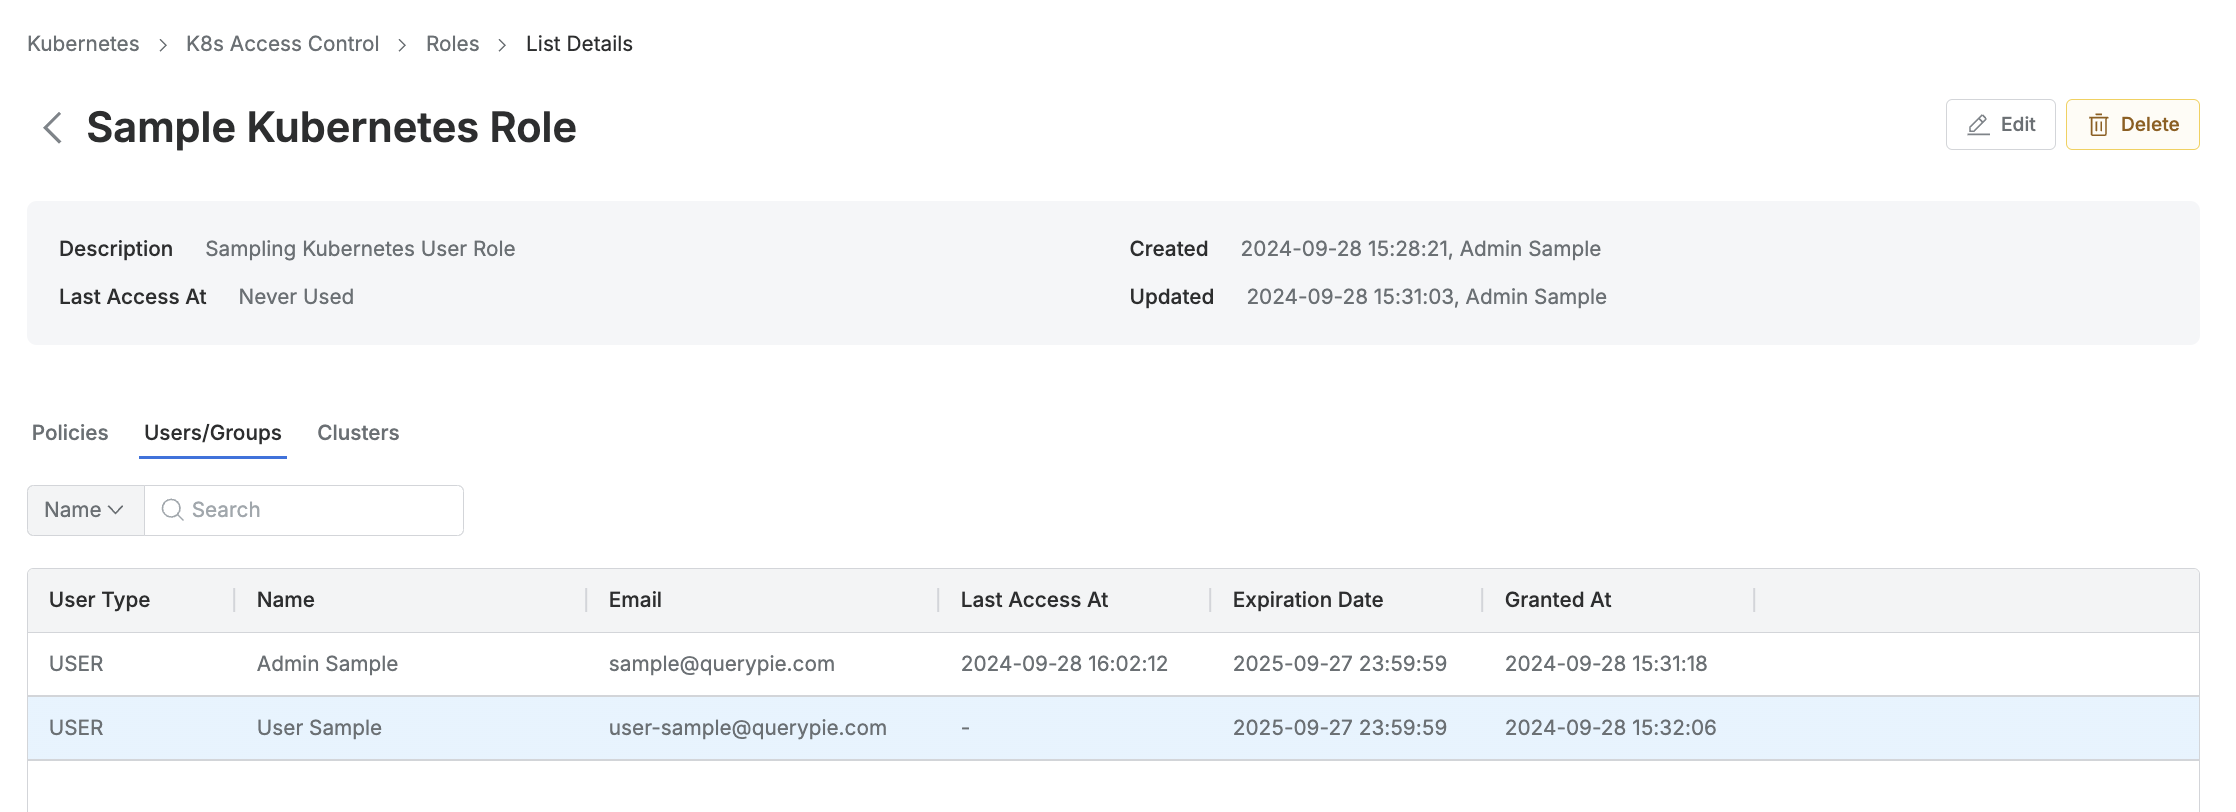 Kubernetes > K8s Access Control > Roles > List Details
Sample Kubernetes Role
Edit
Delete
Description Sampling Kubernetes User Role
Created 2024-09-28 15:28:21, Admin Sample
Last Access At Never Used
Updated 2024-09-28 15:31:03, Admin Sample
Policies Users/Groups Clusters
Name Search
User Type Name Email Last Access At Expiration Date Granted At
USER Admin Sample sample@querypie.com 2024-09-28 16:02:12 2025-09-27 23:59:59 2024-09-28 15:31:18
USER User Sample user-sample@querypie.com - 2025-09-27 23:59:59 2024-09-28 15:32:06